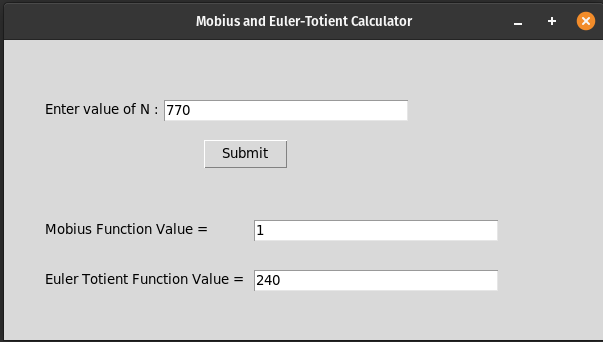 Mobius and Euler-Totient Calculator
Enter value of N : 770
Submit
Mobius Function Value = 1
Euler Totient Function Value = 240